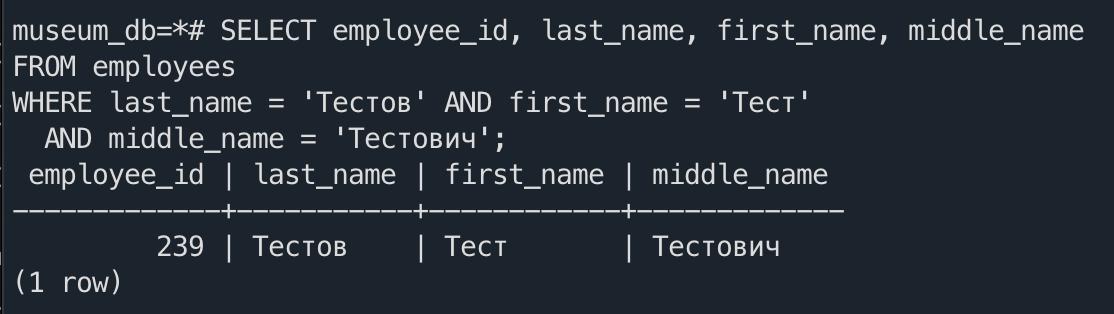 museum_db=*# SELECT employee_id, last_name, first_name, middle_name
FROM employees
WHERE last_name = 'Тестов' AND first_name = 'Тест'
  AND middle_name = 'Тестович';
 employee_id | last_name | first_name | middle_name
-------------+-----------+------------+-------------
         239 | Тестов    | Тест       | Тестович
(1 row)